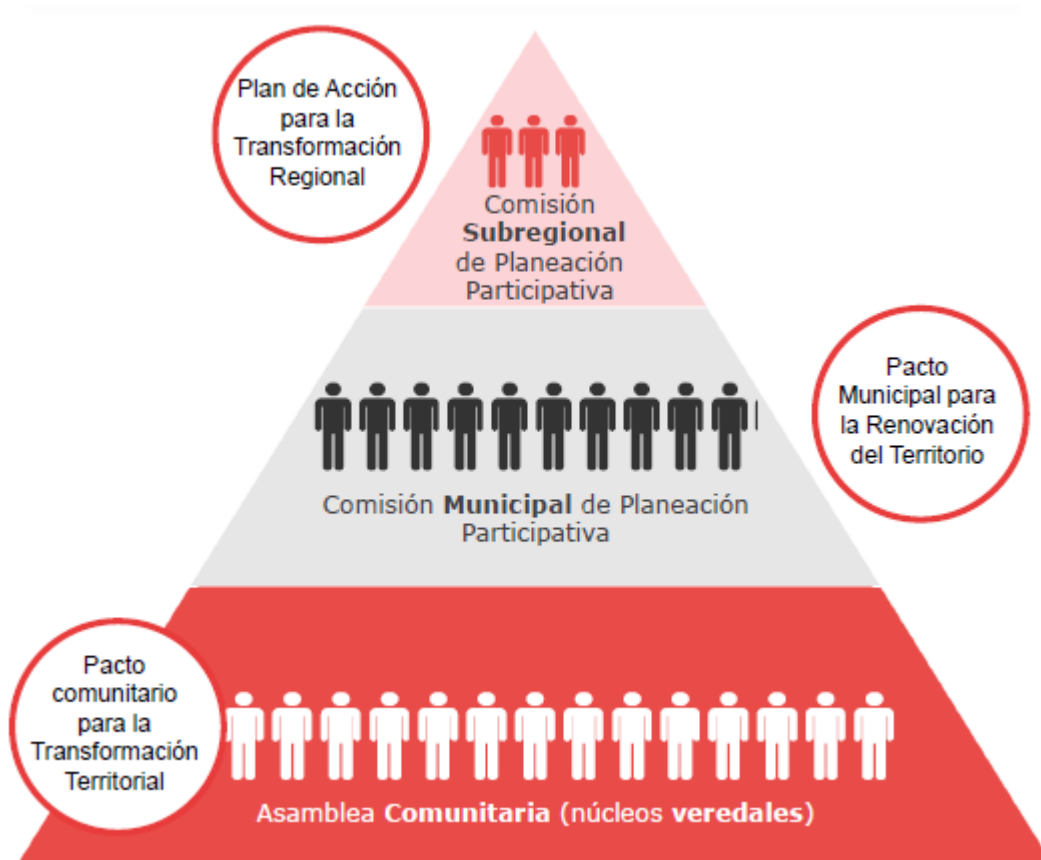 Plan de Acción
para la
Transformación
Regional
Comisión
Subregional
de Planeación
Participativa
Pacto
Municipal para
la Renovación
del Territorio
Comisión Municipal de Planeación
Participativa
Pacto
comunitario
para la
Transformación
Territorial
Asamblea Comunitaria (núcleos veredales)